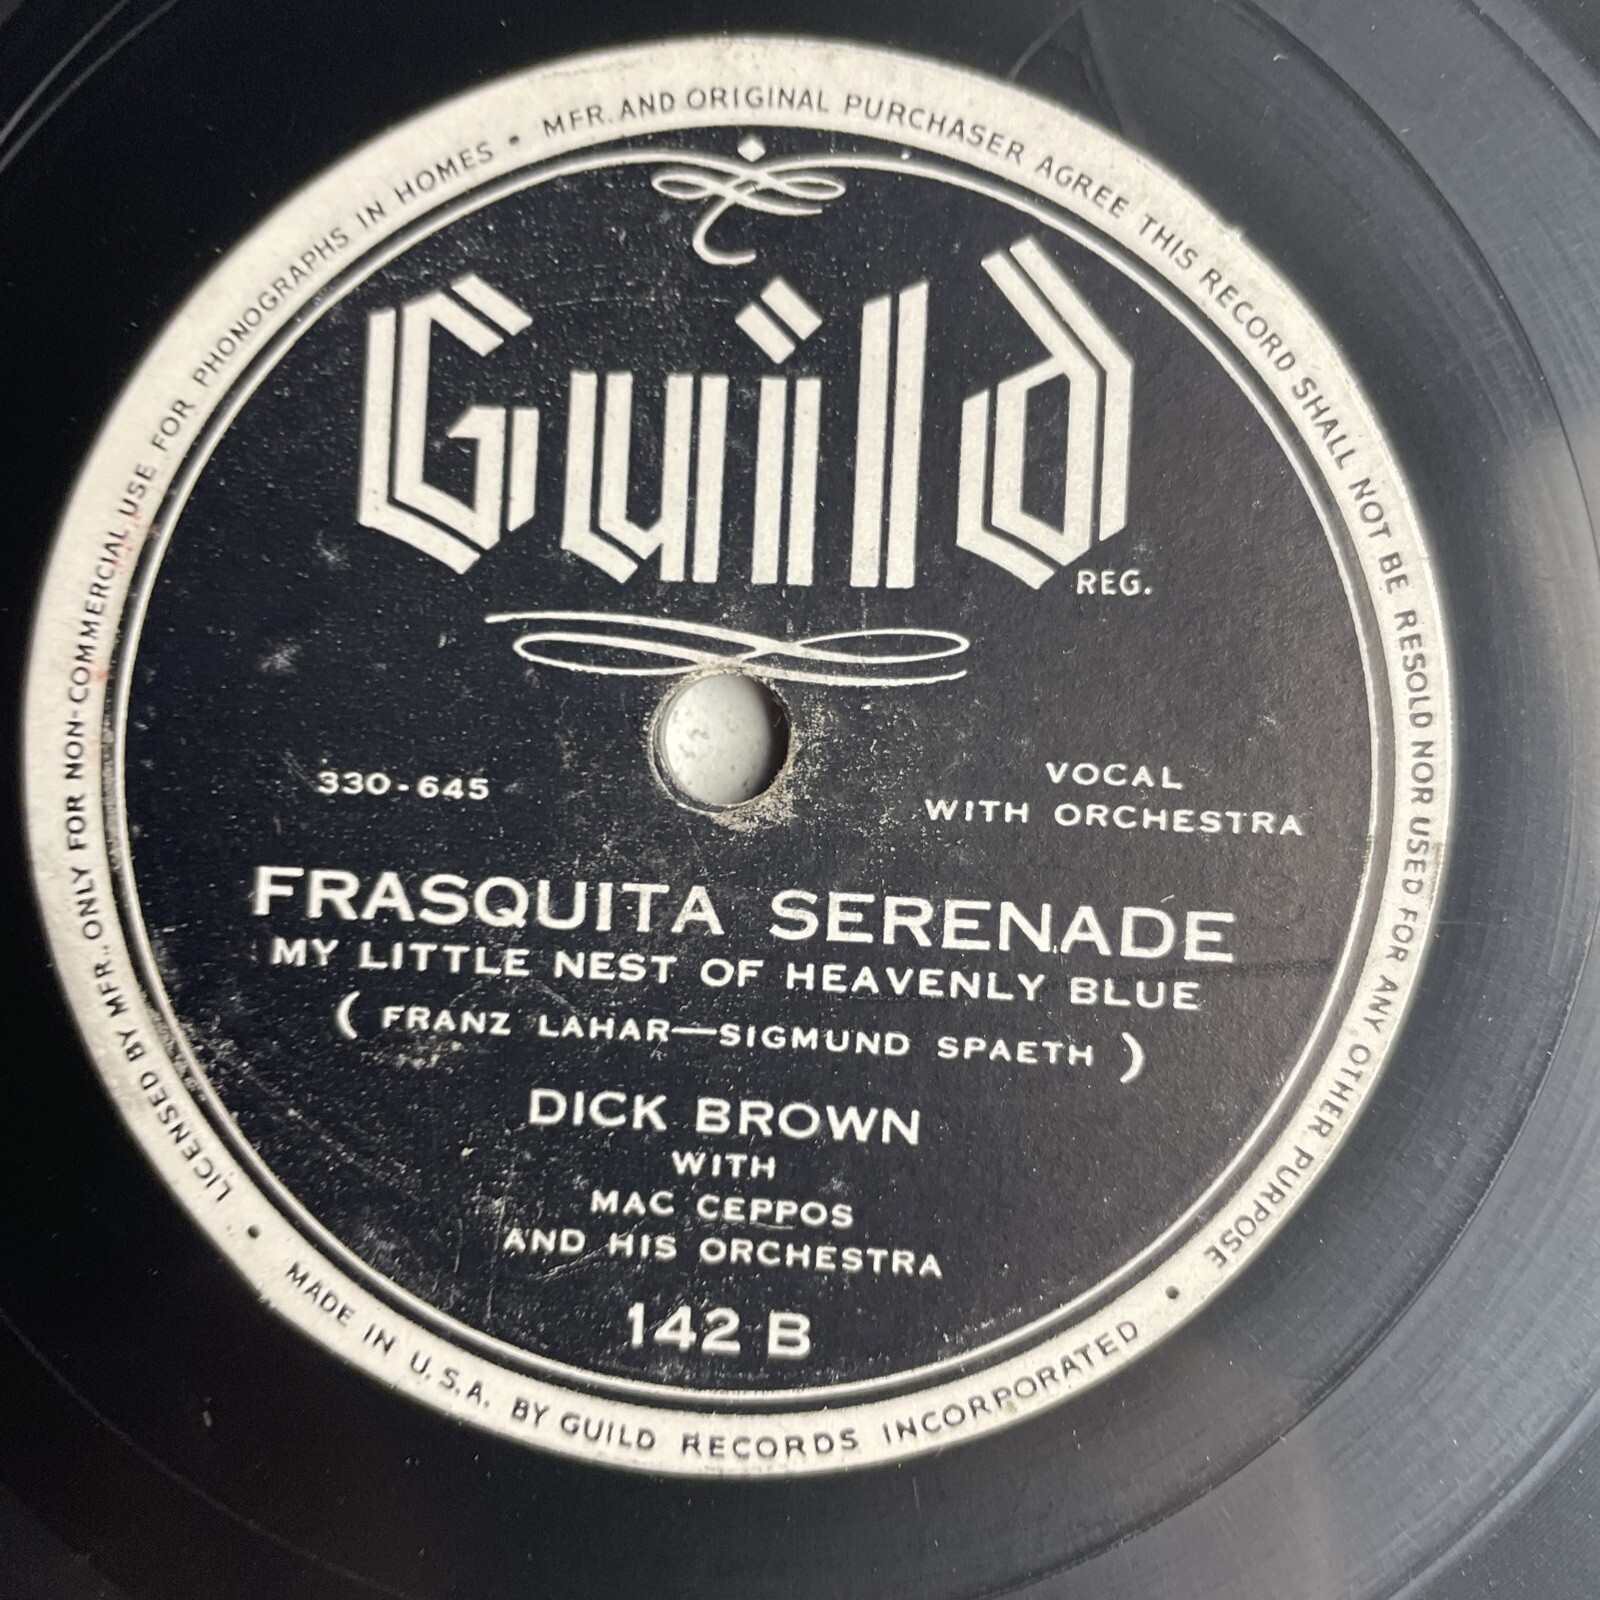 LICENSED BY MFR. ONLY FOR NON-COMMERCIAL USE FOR PHONOGRAPHS IN HOMES • MFR. AND ORIGINAL PURCHASER AGREE THIS RECORD SHALL NOT BE RESOLD NOR USED FOR ANY OTHER PURPOSE
Guild
REG.
330-645
VOCAL
WITH ORCHESTRA
FRASQUITA SERENADE
MY LITTLE NEST OF HEAVENLY BLUE
( FRANZ LAHAR—SIGMUND SPAETH )
DICK BROWN
WITH
MAC CEPPOS
AND HIS ORCHESTRA
142 B
• MADE IN U.S.A. BY GUILD RECORDS INCORPORATED •